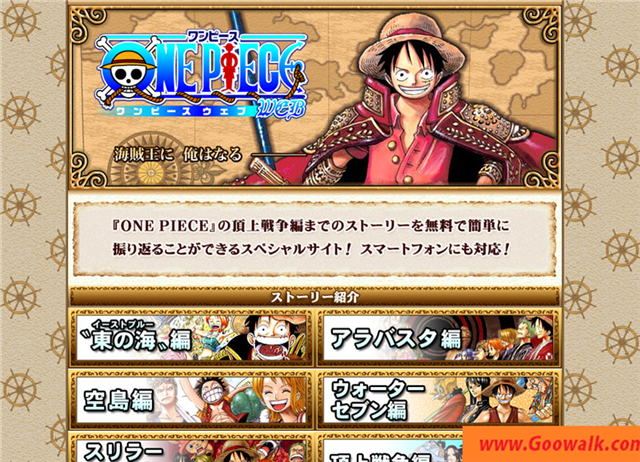 ワンピース
ONE PIECE
ワンピースウェブ WEB
海賊王に 俺はなる
『ONE PIECE』の頂上戦争編までのストーリーを無料で簡単に
振り返ることができるスペシャルサイト! スマートフォンにも対応!
ストーリー紹介
イーストブルー
〝東の海〟編
アラバスタ編
空島編
ウォーター
セブン編
スリラー
頂上戦争編
www.Goowalk.com